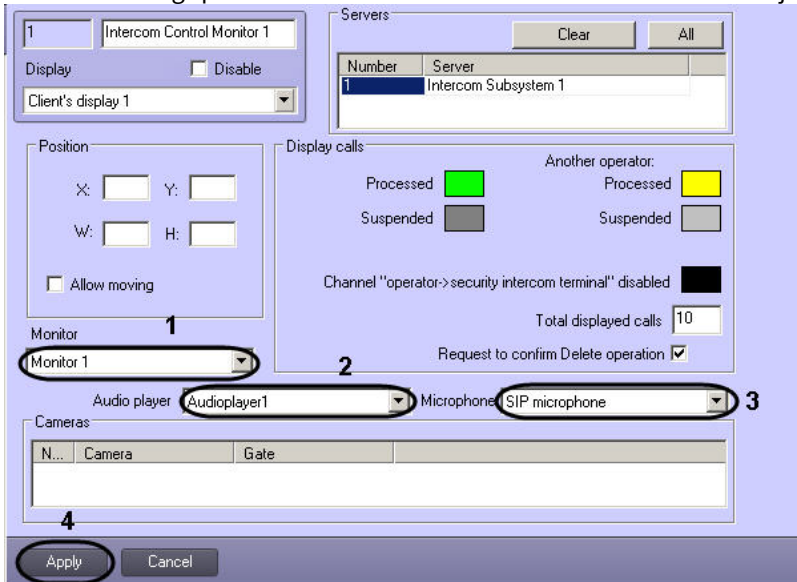 1 Intercom Control Monitor 1
Display Disable
Client's display 1
Servers
Clear All
Number Server
1 Intercom Subsystem 1
Position
X: Y:
W: H:
Allow moving
Display calls
Another operator:
Processed Processed
Suspended Suspended
Channel "operator->security intercom terminal" disabled
Total displayed calls 10
Request to confirm Delete operation
1
Monitor
Monitor 1
2
Audio player Audioplayer1 Microphone SIP microphone 3
Cameras
N... Camera Gate
4
Apply Cancel